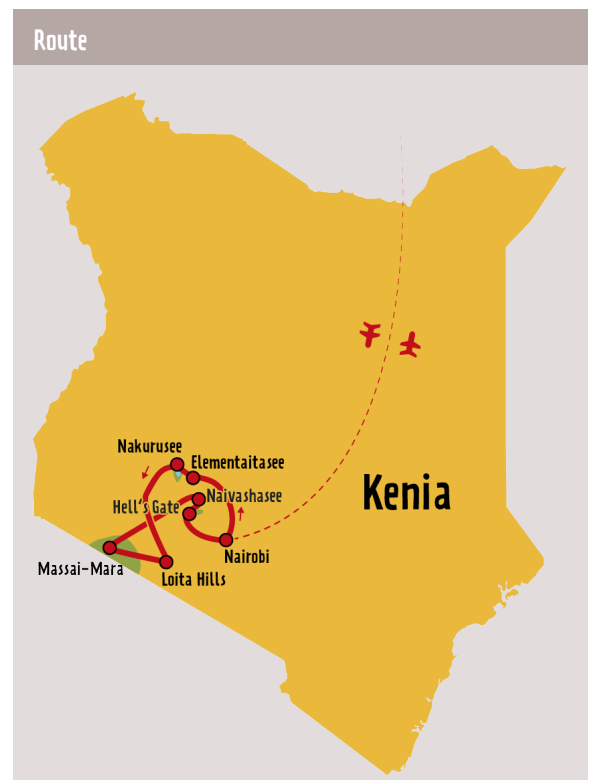 Route
Nakurusee
Elementaitasee
Kenia
Naivashasee
Hell's Gate
Nairobi
Massai-Mara
Loita Hills